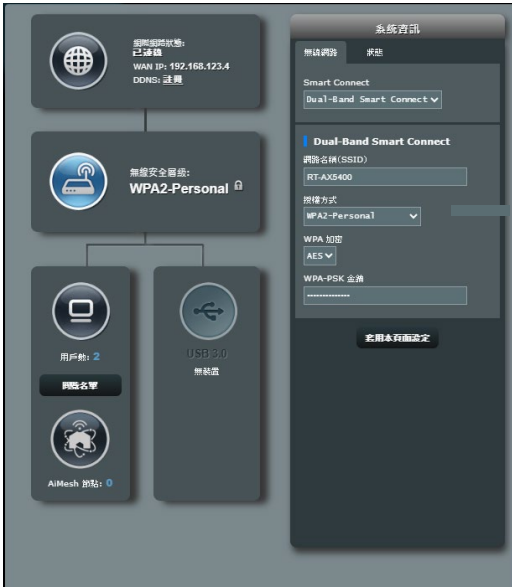 網際網路狀態:
已連線
WAN IP: 192.168.123.4
DDNS: 註冊
無線安全層級:
WPA2-Personal
用戶數: 2
閱覽名單
AiMesh 節點: 0
USB 3.0
無裝置
系統資訊
無線網路
狀態
Smart Connect
Dual-Band Smart Connect
Dual-Band Smart Connect
網路名稱(SSID)
RT-AX5400
授權方式
WPA2-Personal
WPA 加密
AES
WPA-PSK 金鑰
--------------
套用本頁面設定